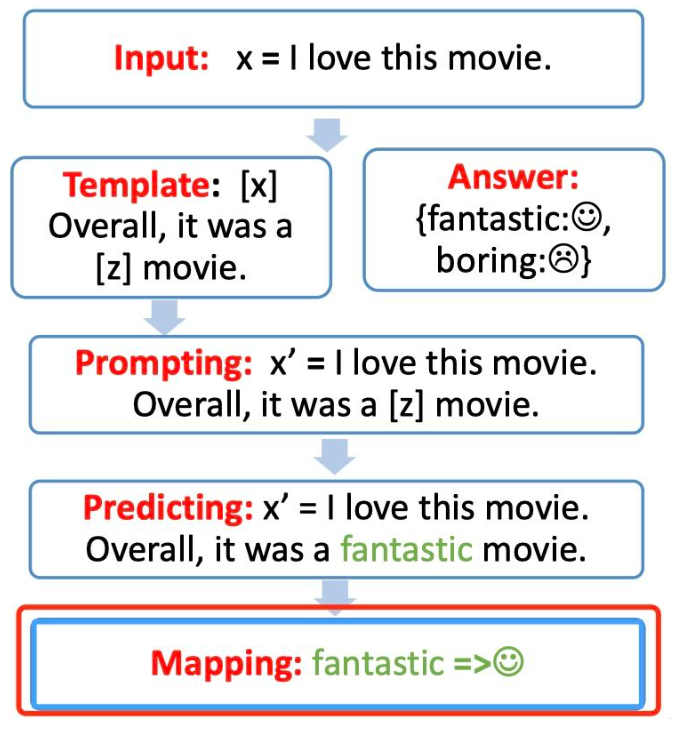 Input: x = I love this movie.
Template: [x]
Overall, it was a
[z] movie.
Answer:
{fantastic:☺,
boring:☹}
Prompting: x’ = I love this movie.
Overall, it was a [z] movie.
Predicting: x’ = I love this movie.
Overall, it was a fantastic movie.
Mapping: fantastic =>☺